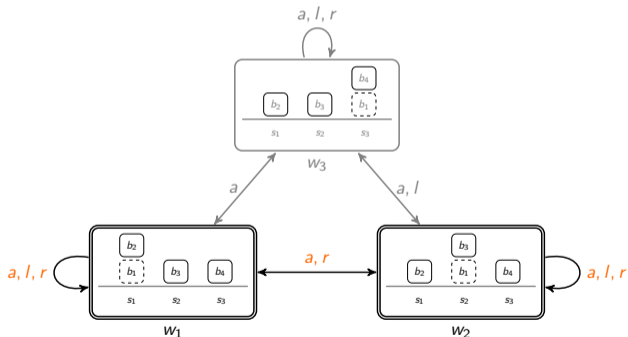 a, l, r
b4
b2 b3 b1
s1 s2 s3
w3
a a, l
b2 b3
a, l, r b1 b3 b4 a, r b2 b1 b4 a, l, r
s1 s2 s3 s1 s2 s3
w1 w2